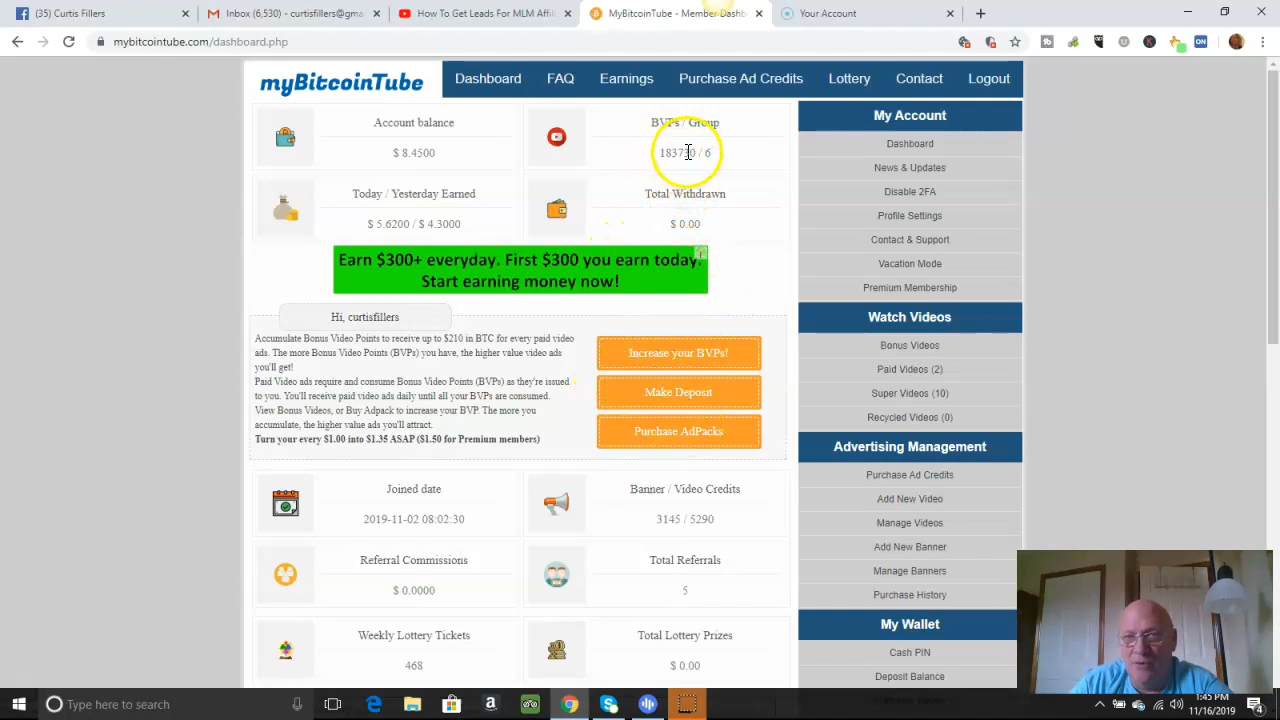 Curtis Fillers
Inbox (6,530) - curtisfillers@gma
How To Get Leads For MLM Affili
MyBitcoinTube - Member Dashb
Your Account
mybitcointube.com/dashboard.php
ON
myBitcoinTube
Dashboard FAQ Earnings Purchase Ad Credits Lottery Contact Logout
Account balance
$ 8.4500
BVPs / Group
183730 / 6
Today / Yesterday Earned
$ 5.6200 / $ 4.3000
Total Withdrawn
$ 0.00
Earn $300+ everyday. First $300 you earn today.
Start earning money now!
Hi, curtisfillers
Accumulate Bonus Video Points to receive up to $210 in BTC for every paid video
ads. The more Bonus Video Points (BVPs) you have, the higher value video ads
you'll get!
Paid Video ads require and consume Bonus Video Points (BVPs) as they're issued
to you. You'll receive paid video ads daily until all your BVPs are consumed.
View Bonus Videos, or Buy Adpack to increase your BVP. The more you
accumulate, the higher value ads you'll attract.
Turn your every $1.00 into $1.35 ASAP ($1.50 for Premium members)
Increase your BVPs!
Make Deposit
Purchase AdPacks
Joined date
2019-11-02 08:02:30
Banner / Video Credits
3145 / 5290
Referral Commissions
$ 0.0000
Total Referrals
5
Weekly Lottery Tickets
468
Total Lottery Prizes
$ 0.00
My Account
Dashboard
News & Updates
Disable 2FA
Profile Settings
Contact & Support
Vacation Mode
Premium Membership
Watch Videos
Bonus Videos
Paid Videos (2)
Super Videos (10)
Recycled Videos (0)
Advertising Management
Purchase Ad Credits
Add New Video
Manage Videos
Add New Banner
Manage Banners
Purchase History
My Wallet
Cash PIN
Deposit Balance
Type here to search
1:45 PM
11/16/2019